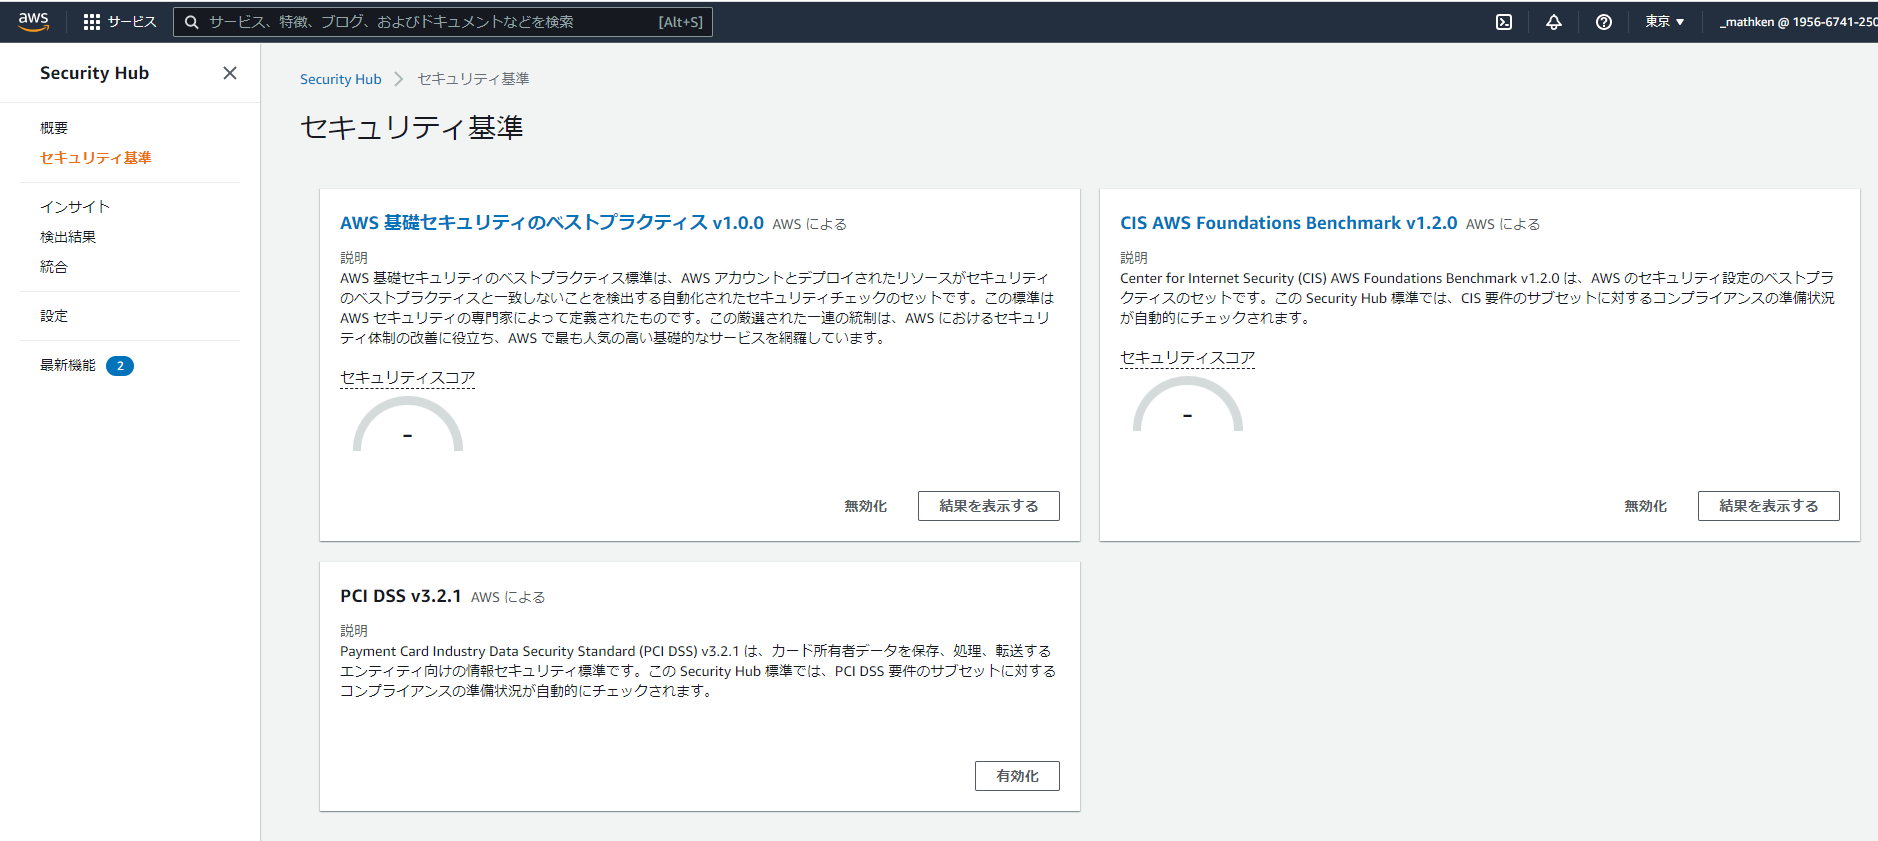 aws
サービス
サービス、特徴、ブログ、およびドキュメントなどを検索
[Alt+S]
東京
_mathken @ 1956-6741-250
Security Hub
概要
セキュリティ基準
インサイト
検出結果
統合
設定
最新機能 2
Security Hub
セキュリティ基準
セキュリティ基準
AWS 基礎セキュリティのベストプラクティス v1.0.0 AWS による
説明
AWS 基礎セキュリティのベストプラクティス標準は、AWS アカウントとデプロイされたリソースがセキュリティ
のベストプラクティスと一致しないことを検出する自動化されたセキュリティチェックのセットです。この標準は
AWS セキュリティの専門家によって定義されたものです。この厳選された一連の統制は、AWS におけるセキュリ
ティ体制の改善に役立ち、AWS で最も人気の高い基礎的なサービスを網羅しています。
セキュリティスコア
-
無効化
結果を表示する
CIS AWS Foundations Benchmark v1.2.0 AWS による
説明
Center for Internet Security (CIS) AWS Foundations Benchmark v1.2.0 は、AWS のセキュリティ設定のベストプラ
クティスのセットです。この Security Hub 標準では、CIS 要件のサブセットに対するコンプライアンスの準備状況
が自動的にチェックされます。
セキュリティスコア
-
無効化
結果を表示する
PCI DSS v3.2.1 AWS による
説明
Payment Card Industry Data Security Standard (PCI DSS) v3.2.1 は、カード所有者データを保存、処理、転送する
エンティティ向けの情報セキュリティ標準です。この Security Hub 標準では、PCI DSS 要件のサブセットに対する
コンプライアンスの準備状況が自動的にチェックされます。
有効化